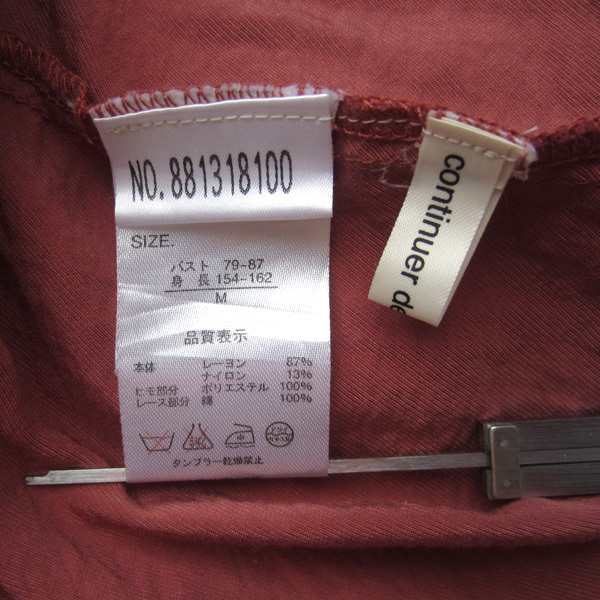 NO. 881318100
SIZE.
バスト 79-87
身 長 154-162
M
品質表示
本体 レーヨン 87%
ナイロン 13%
ヒモ部分 ポリエステル 100%
レース部分 綿 100%
タンブラー乾燥禁止
continuer de